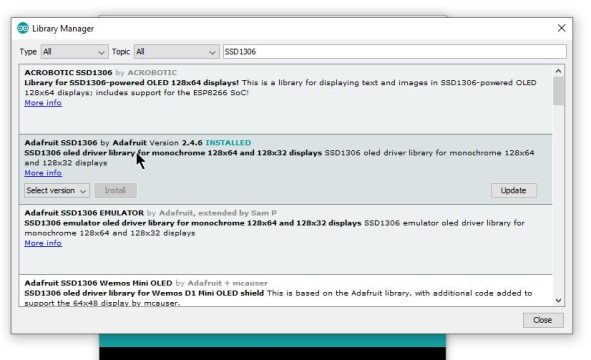 Library Manager
Type All Topic All SSD1306
ACROBOTIC SSD1306 by ACROBOTIC
Library for SSD1306-powered OLED 128x64 displays! This is a library for displaying text and images in SSD1306-powered OLED
128x64 displays; includes support for the ESP8266 SoC!
More info
Adafruit SSD1306 by Adafruit Version 2.4.6 INSTALLED
SSD1306 oled driver library for monochrome 128x64 and 128x32 displays SSD1306 oled driver library for monochrome 128x64
and 128x32 displays
More info
Select version Install Update
Adafruit SSD1306 EMULATOR by Adafruit, extended by Sam P
SSD1306 emulator oled driver library for monochrome 128x64 and 128x32 displays SSD1306 emulator oled driver library for
monochrome 128x64 and 128x32 displays
More info
Adafruit SSD1306 Wemos Mini OLED by Adafruit + mcauser
SSD1306 oled driver library for Wemos D1 Mini OLED shield This is based on the Adafruit library, with additional code added to
support the 64x48 display by mcauser.
Close